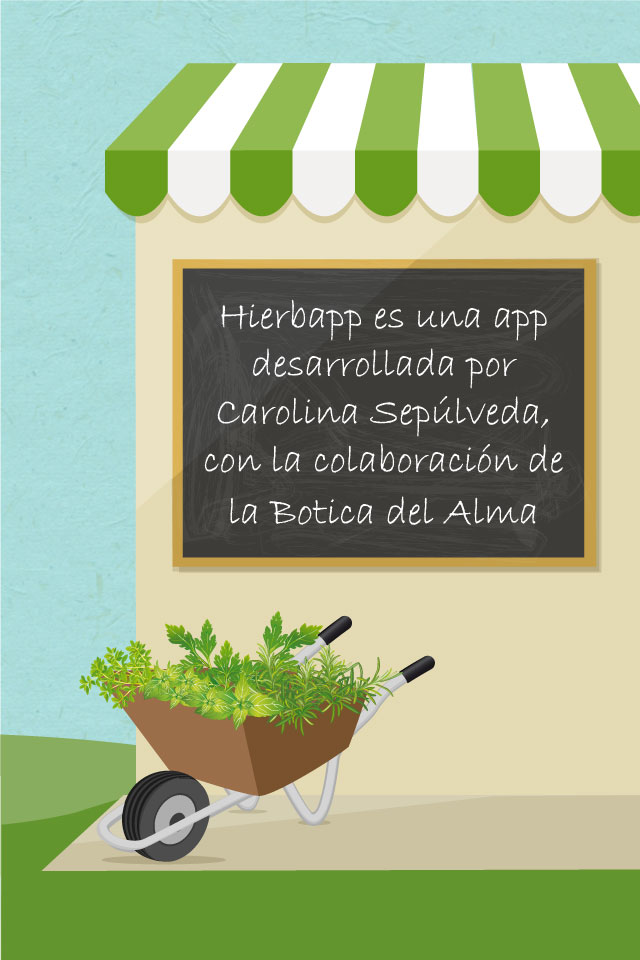 Hierbapp es una app
desarrollada por
Carolina Sepúlveda,
con la colaboración de
la Botica del Alma